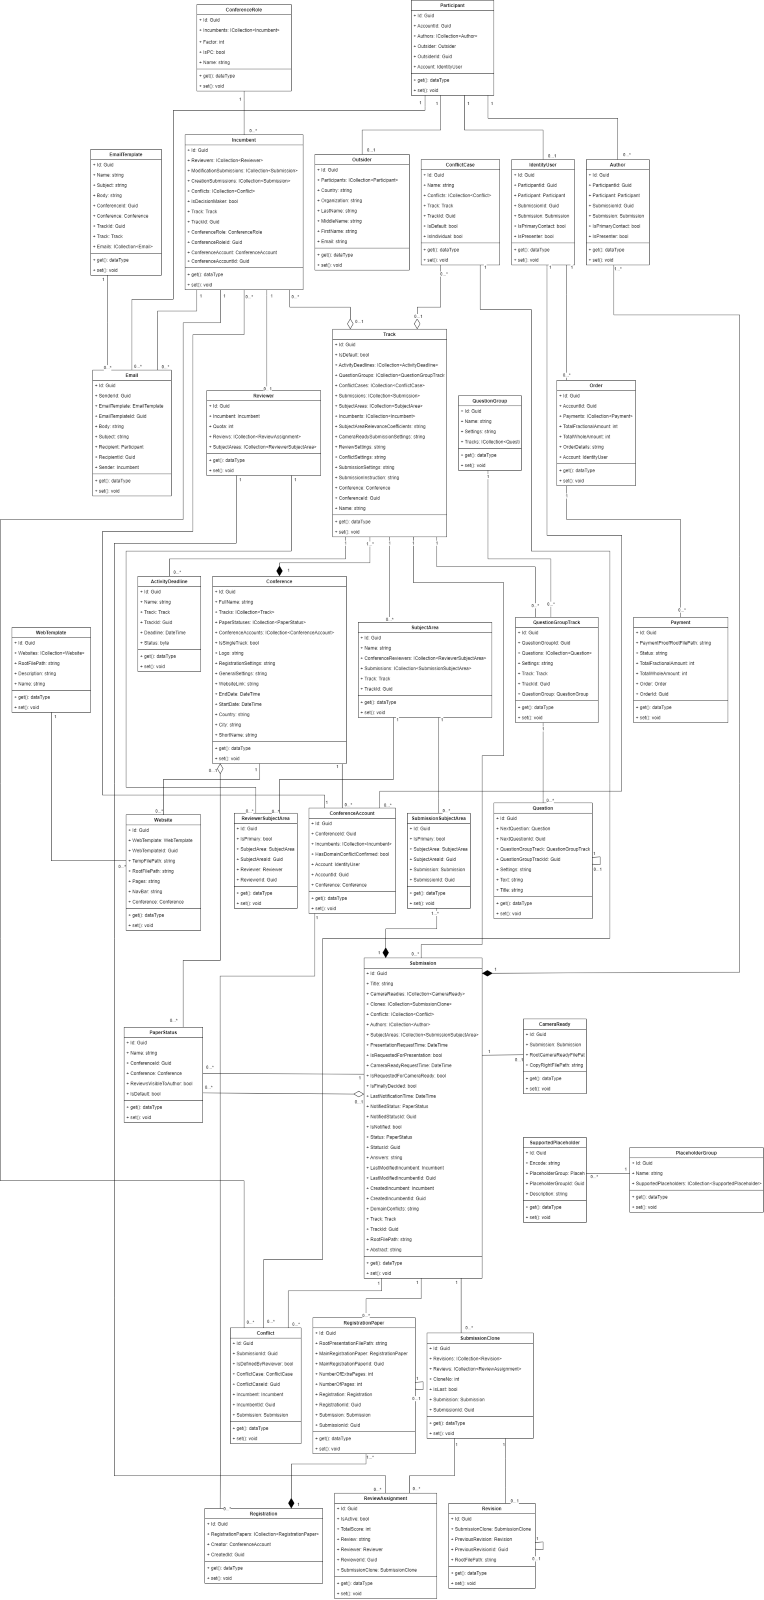 ConferenceRole
+ Id: Guid
+ Incumbents: ICollection<Incumbent>
+ Factor: int
+ IsPC: bool
+ Name: string
+ get(): dataType
+ set(): void
Participant
+ Id: Guid
+ AccountId: Guid
+ Authors: ICollection<Author>
+ Outsider: Outsider
+ OutsiderId: Guid
+ Account: IdentityUser
+ get(): dataType
+ set(): void
EmailTemplate
+ Id: Guid
+ Name: string
+ Subject: string
+ Body: string
+ ConferenceId: Guid
+ Conference: Conference
+ TrackId: Guid
+ Track: Track
+ Emails: ICollection<Email>
+ get(): dataType
+ set(): void
Incumbent
+ Id: Guid
+ Reviewers: ICollection<Reviewer>
+ ModificationSubmissions: ICollection<Submission>
+ CreationSubmissions: ICollection<Submission>
+ Conflicts: ICollection<Conflict>
+ IsDecisionMaker: bool
+ Track: Track
+ TrackId: Guid
+ ConferenceRole: ConferenceRole
+ ConferenceRoleId: Guid
+ ConferenceAccount: ConferenceAccount
+ ConferenceAccountId: Guid
+ get(): dataType
+ set(): void
Outsider
+ Id: Guid
+ Participants: ICollection<Participant>
+ Country: string
+ Organization: string
+ LastName: string
+ MiddleName: string
+ FirstName: string
+ Email: string
+ get(): dataType
+ set(): void
ConflictCase
+ Id: Guid
+ Name: string
+ Conflicts: ICollection<Conflict>
+ Track: Track
+ TrackId: Guid
+ IsDefault: bool
+ IsIndividual: bool
+ get(): dataType
+ set(): void
IdentityUser
+ Id: Guid
+ ParticipantId: Guid
+ Participant: Participant
+ SubmissionId: Guid
+ Submission: Submission
+ IsPrimaryContact: bool
+ IsPresenter: bool
+ get(): dataType
+ set(): void
Author
+ Id: Guid
+ ParticipantId: Guid
+ Participant: Participant
+ SubmissionId: Guid
+ Submission: Submission
+ IsPrimaryContact: bool
+ IsPresenter: bool
+ get(): dataType
+ set(): void
Email
+ Id: Guid
+ SenderId: Guid
+ EmailTemplate: EmailTemplate
+ EmailTemplateId: Guid
+ Body: string
+ Subject: string
+ Recipient: Participant
+ RecipientId: Guid
+ Sender: Incumbent
+ get(): dataType
+ set(): void
Reviewer
+ Id: Guid
+ Incumbent: Incumbent
+ Quota: int
+ Reviews: ICollection<ReviewAssignment>
+ SubjectAreas: ICollection<ReviewerSubjectArea>
+ get(): dataType
+ set(): void
Track
+ Id: Guid
+ IsDefault: bool
+ ActivityDeadlines: ICollection<ActivityDeadline>
+ QuestionGroups: ICollection<QuestionGroupTrack
+ ConflictCases: ICollection<ConflictCase>
+ Submissions: ICollection<Submission>
+ SubjectAreas: ICollection<SubjectArea>
+ Incumbents: ICollection<Incumbent>
+ SubjectAreaRelevanceCoefficients: string
+ CameraReadySubmissionSettings: string
+ ReviewSettings: string
+ ConflictSettings: string
+ SubmissionSettings: string
+ SubmissionInstruction: string
+ Conference: Conference
+ ConferenceId: Guid
+ Name: string
+ get(): dataType
+ set(): void
QuestionGroup
+ Id: Guid
+ Name: string
+ Settings: string
+ Tracks: ICollection<Questi
+ get(): dataType
+ set(): void
Order
+ Id: Guid
+ AccountId: Guid
+ Payments: ICollection<Payment>
+ TotalFractionalAmount: int
+ TotalWholeAmount: int
+ OrderDetails: string
+ Account: IdentityUser
+ get(): dataType
+ set(): void
ActivityDeadline
+ Id: Guid
+ Name: string
+ Track: Track
+ TrackId: Guid
+ Deadline: DateTime
+ Status: byte
+ get(): dataType
+ set(): void
Conference
+ Id: Guid
+ FullName: string
+ Tracks: ICollection<Track>
+ PaperStatuses: ICollection<PaperStatus>
+ ConferenceAccounts: ICollection<ConferenceAccount>
+ IsSingleTrack: bool
+ Logo: string
+ RegistrationSettings: string
+ GeneralSettings: string
+ WebsiteLink: string
+ EndDate: DateTime
+ StartDate: DateTime
+ Country: string
+ City: string
+ ShortName: string
+ get(): dataType
+ set(): void
SubjectArea
+ Id: Guid
+ Name: string
+ ConferenceReviewers: ICollection<ReviewerSubjectArea>
+ Submissions: ICollection<SubmissionSubjectArea>
+ Track: Track
+ TrackId: Guid
+ get(): dataType
+ set(): void
QuestionGroupTrack
+ Id: Guid
+ QuestionGroupId: Guid
+ Questions: ICollection<Question>
+ Settings: string
+ Track: Track
+ TrackId: Guid
+ QuestionGroup: QuestionGroup
+ get(): dataType
+ set(): void
Payment
+ Id: Guid
+ PaymentProofRootFilePath: string
+ Status: string
+ TotalFractionalAmount: int
+ TotalWholeAmount: int
+ Order: Order
+ OrderId: Guid
+ get(): dataType
+ set(): void
WebTemplate
+ Id: Guid
+ Websites: ICollection<Website>
+ RootFilePath: string
+ Description: string
+ Name: string
+ get(): dataType
+ set(): void
Website
+ Id: Guid
+ WebTemplate: WebTemplate
+ WebTemplateId: Guid
+ TempFilePath: string
+ RootFilePath: string
+ Pages: string
+ NavBar: string
+ Conference: Conference
+ get(): dataType
+ set(): void
ReviewerSubjectArea
+ Id: Guid
+ IsPrimary: bool
+ SubjectArea: SubjectArea
+ SubjectAreaId: Guid
+ Reviewer: Reviewer
+ ReviewerId: Guid
+ get(): dataType
+ set(): void
ConferenceAccount
+ Id: Guid
+ ConferenceId: Guid
+ Incumbents: ICollection<Incumbent>
+ HasDomainConflictConfirmed: bool
+ Account: IdentityUser
+ AccountId: Guid
+ Conference: Conference
+ get(): dataType
+ set(): void
SubmissionSubjectArea
+ Id: Guid
+ IsPrimary: bool
+ SubjectArea: SubjectArea
+ SubjectAreaId: Guid
+ Submission: Submission
+ SubmissionId: Guid
+ get(): dataType
+ set(): void
Question
+ Id: Guid
+ NextQuestion: Question
+ NextQuestionId: Guid
+ QuestionGroupTrack: QuestionGroupTrack
+ QuestionGroupTrackId: Guid
+ Settings: string
+ Text: string
+ Title: string
+ get(): dataType
+ set(): void
Submission
+ Id: Guid
+ Title: string
+ CameraReadies: ICollection<CameraReady>
+ Clones: ICollection<SubmissionClone>
+ Conflicts: ICollection<Conflict>
+ Authors: ICollection<Author>
+ SubjectAreas: ICollection<SubmissionSubjectArea>
+ PresentationRequestTime: DateTime
+ IsRequestedForPresentation: bool
+ CameraReadyRequestTime: DateTime
+ IsRequestedForCameraReady: bool
+ IsFinallyDecided: bool
+ LastNotificationTime: DateTime
+ NotifiedStatus: PaperStatus
+ NotifiedStatusId: Guid
+ IsNotified: bool
+ Status: PaperStatus
+ StatusId: Guid
+ Answers: string
+ LastModifiedIncumbent: Incumbent
+ LastModifiedIncumbentId: Guid
+ CreatedIncumbent: Incumbent
+ CreatedIncumbentId: Guid
+ DomainConflicts: string
+ Track: Track
+ TrackId: Guid
+ RootFilePath: string
+ Abstract: string
+ get(): dataType
+ set(): void
PaperStatus
+ Id: Guid
+ Name: string
+ ConferenceId: Guid
+ Conference: Conference
+ ReviewsVisibleToAuthor: bool
+ IsDefault: bool
+ get(): dataType
+ set(): void
CameraReady
+ Id: Guid
+ Submission: Submission
+ RootCameraReadyFilePat
+ CopyRightFilePath: string
+ get(): dataType
+ set(): void
SupportedPlaceholder
+ Id: Guid
+ Encode: string
+ PlaceholderGroup: Placeh
+ PlaceholderGroupId: Guid
+ Description: string
+ get(): dataType
+ set(): void
PlaceholderGroup
+ Id: Guid
+ Name: string
+ SupportedPlaceholders: ICollection<SupportedPlaceholder>
+ get(): dataType
+ set(): void
Conflict
+ Id: Guid
+ SubmissionId: Guid
+ IsDefinedByReviewer: bool
+ ConflictCase: ConflictCase
+ ConflictCaseId: Guid
+ Incumbent: Incumbent
+ IncumbentId: Guid
+ Submission: Submission
+ get(): dataType
+ set(): void
RegistrationPaper
+ Id: Guid
+ RootPresentationFilePath: string
+ MainRegistrationPaper: RegistrationPaper
+ MainRegistrationPaperId: Guid
+ NumberOfExtraPages: int
+ NumberOfPages: int
+ Registration: Registration
+ RegistrationId: Guid
+ Submission: Submission
+ SubmissionId: Guid
+ get(): dataType
+ set(): void
SubmissionClone
+ Id: Guid
+ Revisions: ICollection<Revision>
+ Reviews: ICollection<ReviewAssignment>
+ CloneNo: int
+ IsLast: bool
+ Submission: Submission
+ SubmissionId: Guid
+ get(): dataType
+ set(): void
Registration
+ Id: Guid
+ RegistrationPapers: ICollection<RegistrationPaper>
+ Creator: ConferenceAccount
+ CreatedId: Guid
+ get(): dataType
+ set(): void
ReviewAssignment
+ Id: Guid
+ IsActive: bool
+ TotalScore: int
+ Review: string
+ Reviewer: Reviewer
+ ReviewerId: Guid
+ SubmissionClone: SubmissionClone
+ get(): dataType
+ set(): void
Revision
+ Id: Guid
+ SubmissionClone: SubmissionClone
+ PreviousRevision: Revision
+ PreviousRevisionId: Guid
+ RootFilePath: string
+ get(): dataType
+ set(): void